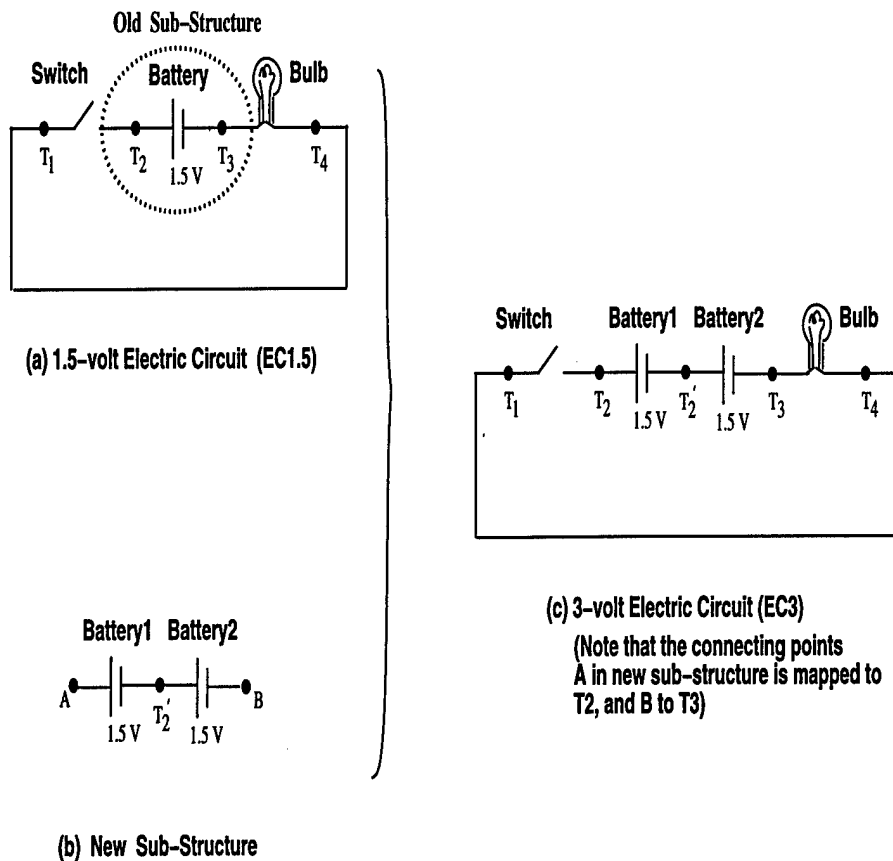 Old Sub–Structure
Switch
Battery
Bulb
T1
T2
T3
T4
1.5 V
(a) 1.5–volt Electric Circuit (EC1.5)
Battery1 Battery2
A
T2'
B
1.5 V 1.5 V
(b) New Sub–Structure
Switch
Battery1 Battery2
Bulb
T1
T2
T2'
T3
T4
1.5 V 1.5 V
(c) 3–volt Electric Circuit (EC3)
(Note that the connecting points
A in new sub–structure is mapped to
T2, and B to T3)